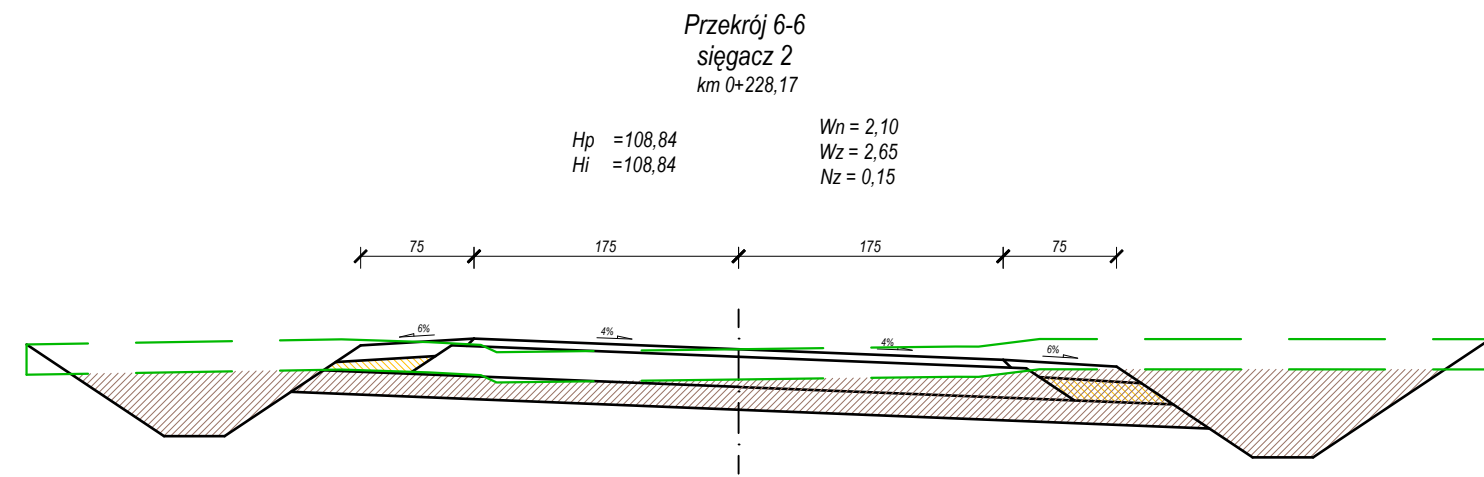 Przekrój 6-6
sięgacz 2
km 0+228,17
Hp =108,84
Hi =108,84
Wn = 2,10
Wz = 2,65
Nz = 0,15
75 175 175 75
6% 4% 4% 6%